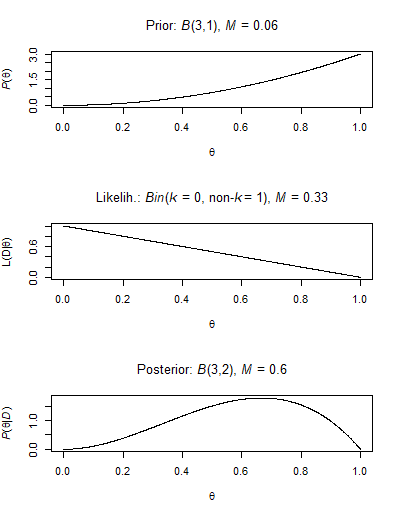 Prior: B(3,1), M = 0.06
P(θ)
0.0 1.5 3.0
0.0 0.2 0.4 0.6 0.8 1.0
θ
Likelih.: Bin(k = 0, non-k = 1), M = 0.33
L(D|θ)
0.0 0.6
0.0 0.2 0.4 0.6 0.8 1.0
θ
Posterior: B(3,2), M = 0.6
P(θ|D)
0.0 1.0
0.0 0.2 0.4 0.6 0.8 1.0
θ